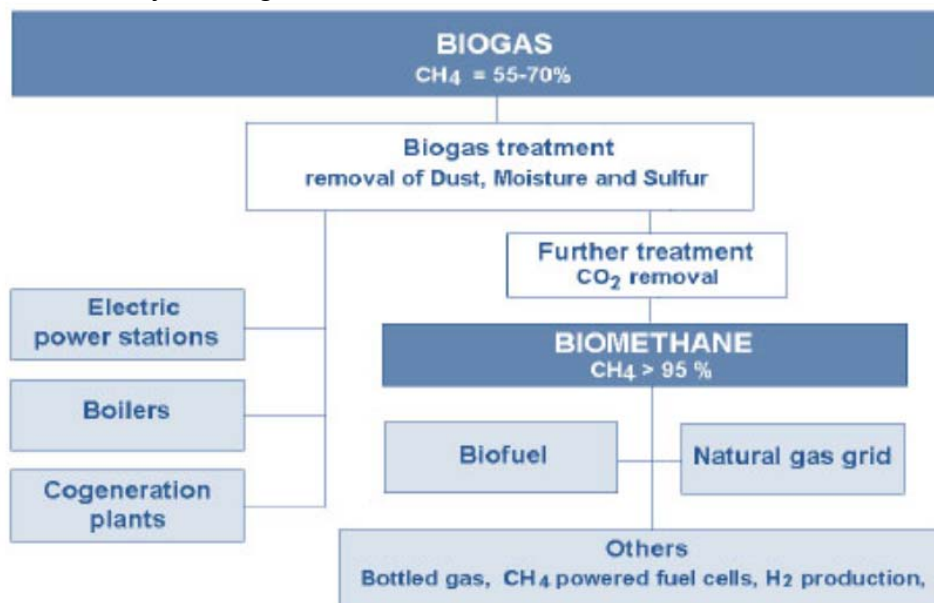 BIOGAS
CH4 = 55-70%
Biogas treatment
removal of Dust, Moisture and Sulfur
Further treatment
CO2 removal
Electric
power stations
BIOMETHANE
CH4 > 95 %
Boilers
Biofuel
Natural gas grid
Cogeneration
plants
Others
Bottled gas, CH4 powered fuel cells, H2 production,